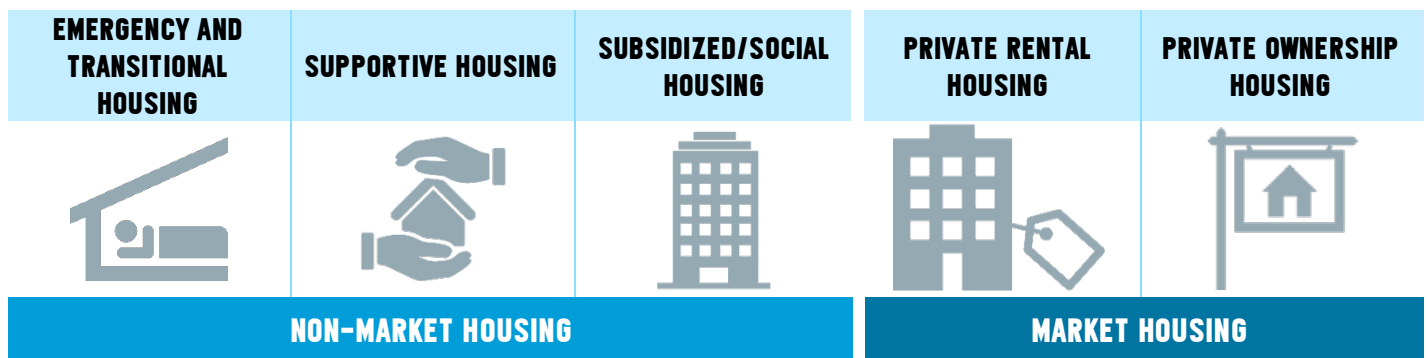 EMERGENCY AND
TRANSITIONAL
HOUSING
SUPPORTIVE HOUSING
SUBSIDIZED/SOCIAL
HOUSING
PRIVATE RENTAL
HOUSING
PRIVATE OWNERSHIP
HOUSING
NON-MARKET HOUSING
MARKET HOUSING